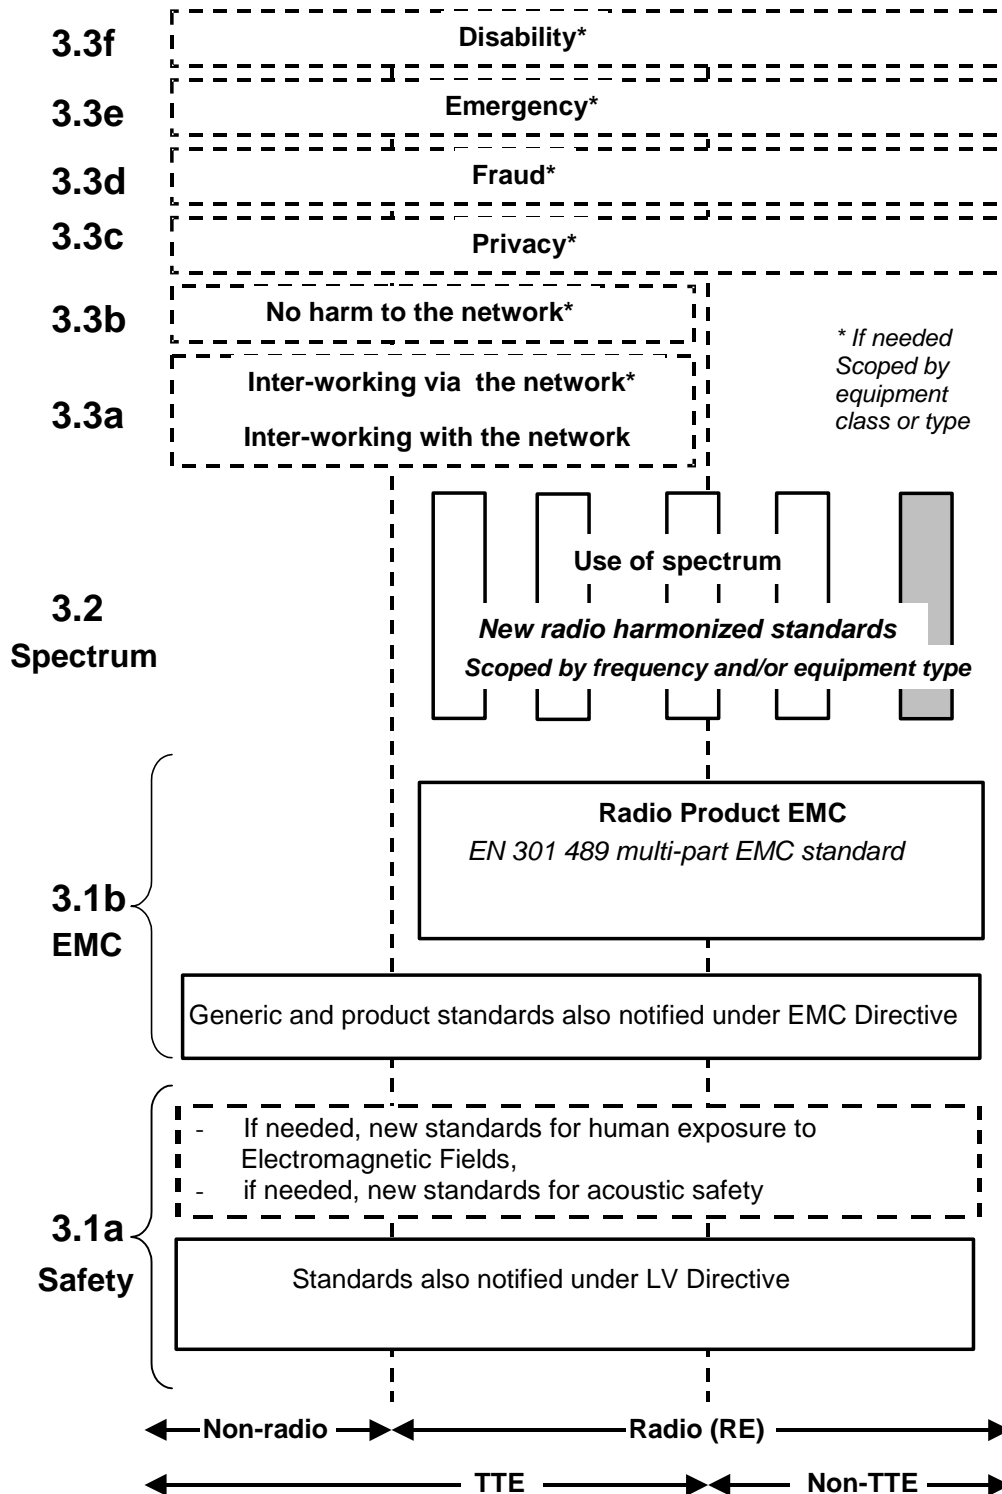 3.3f
Disability*
3.3e
Emergency*
3.3d
Fraud*
3.3c
Privacy*
3.3b
No harm to the network*
* If needed
Scoped by
equipment
class or type
3.3a
Inter-working via the network*
Inter-working with the network
3.2
Spectrum
Use of spectrum
New radio harmonized standards
Scoped by frequency and/or equipment type
3.1b
EMC
Radio Product EMC
EN 301 489 multi-part EMC standard
Generic and product standards also notified under EMC Directive
3.1a
Safety
- If needed, new standards for human exposure to
Electromagnetic Fields,
- if needed, new standards for acoustic safety
Standards also notified under LV Directive
Non-radio
Radio (RE)
TTE
Non-TTE